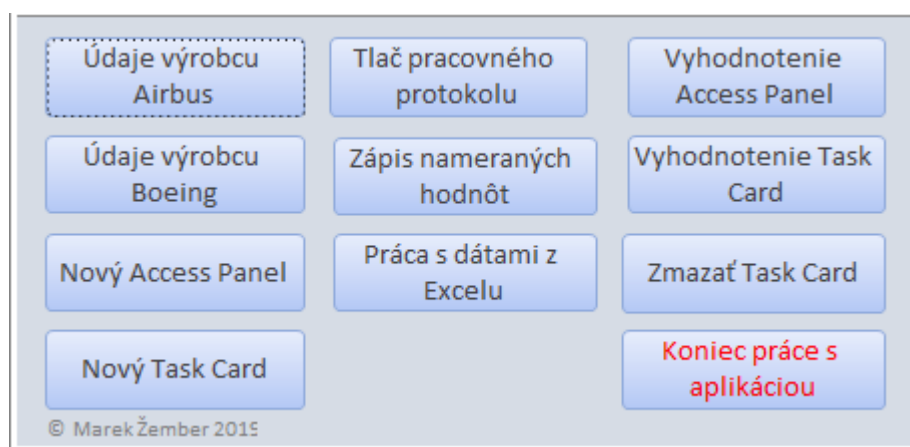 Údaje výrobcu
Airbus
Tlač pracovného
protokolu
Vyhodnotenie
Access Panel
Údaje výrobcu
Boeing
Zápis nameraných
hodnôt
Vyhodnotenie Task
Card
Nový Access Panel
Práca s dátami z
Excelu
Zmazať Task Card
Nový Task Card
Koniec práce s
aplikáciou
© Marek Žember 2019